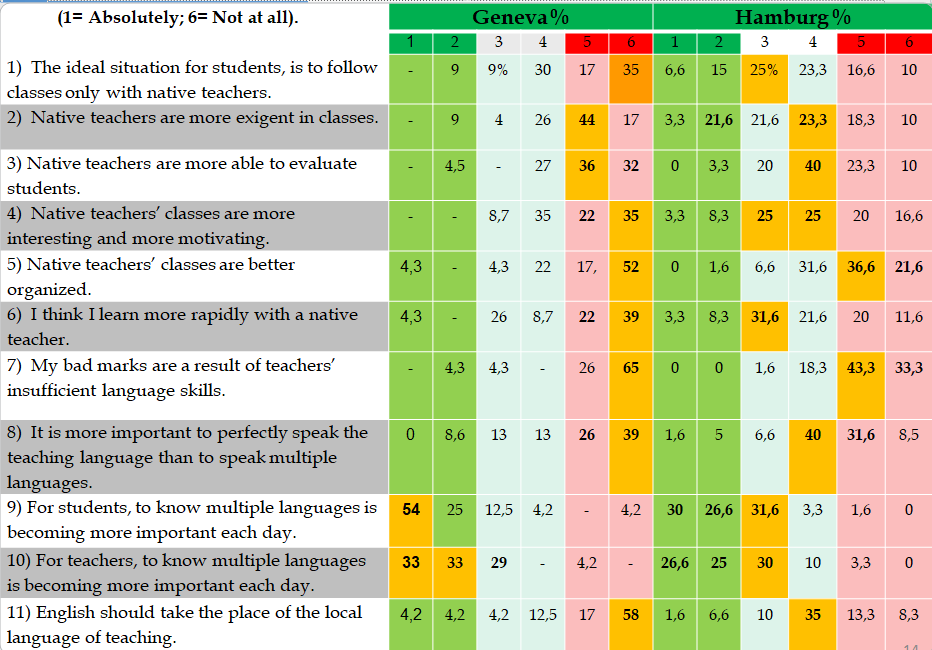 (1= Absolutely; 6= Not at all). Geneva% Hamburg%
1 2 3 4 5 6 1 2 3 4 5 6
1) The ideal situation for students, is to follow - 9 9% 30 17 35 6,6 15 25% 23,3 16,6 10
classes only with native teachers.
2) Native teachers are more exigent in classes. - 9 4 26 44 17 3,3 21,6 21,6 23,3 18,3 10
3) Native teachers are more able to evaluate - 4,5 - 27 36 32 0 3,3 20 40 23,3 10
students.
4) Native teachers’ classes are more - - 8,7 35 22 35 3,3 8,3 25 25 20 16,6
interesting and more motivating.
5) Native teachers’ classes are better 4,3 - 4,3 22 17, 52 0 1,6 6,6 31,6 36,6 21,6
organized.
6) I think I learn more rapidly with a native 4,3 - 26 8,7 22 39 3,3 8,3 31,6 21,6 20 11,6
teacher.
7) My bad marks are a result of teachers’ - 4,3 4,3 - 26 65 0 0 1,6 18,3 43,3 33,3
insufficient language skills.
8) It is more important to perfectly speak the 0 8,6 13 13 26 39 1,6 5 6,6 40 31,6 8,5
teaching language than to speak multiple
languages.
9) For students, to know multiple languages is 54 25 12,5 4,2 - 4,2 30 26,6 31,6 3,3 1,6 0
becoming more important each day.
10) For teachers, to know multiple languages 33 33 29 - 4,2 - 26,6 25 30 10 3,3 0
is becoming more important each day.
11) English should take the place of the local 4,2 4,2 4,2 12,5 17 58 1,6 6,6 10 35 13,3 8,3
language of teaching.